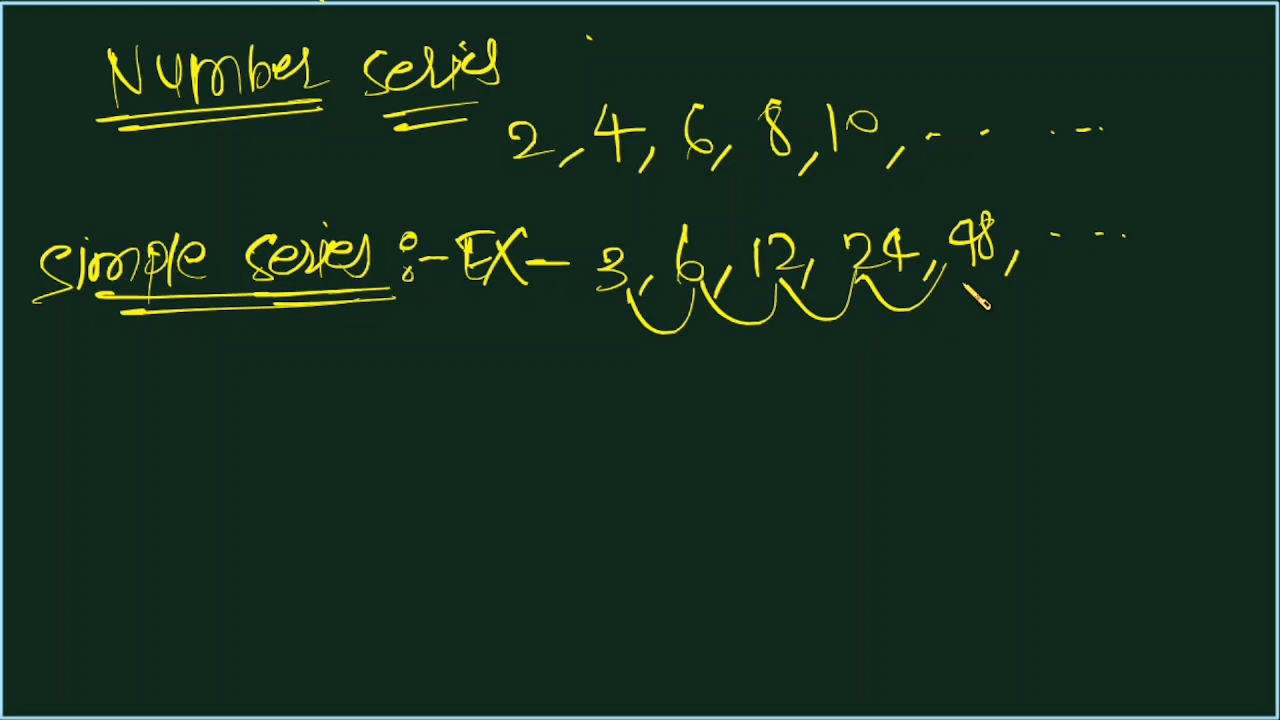 Number series
2, 4, 6, 8, 10, .. ...
Simple series :- EX - 3, 6, 12, 24, 48, ....